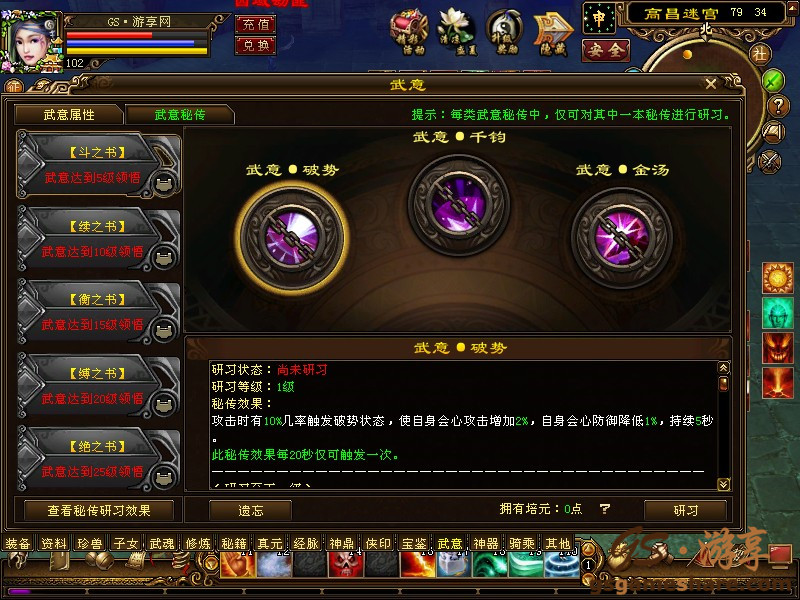 GS·游享网
102
充值
兑换
申
高昌迷宫 79 34
北
安全
社
武意
武意属性
武意秘传
提示：每类武意秘传中，仅可对其中一本秘传进行研习。
【斗之书】
武意达到5级领悟
【续之书】
武意达到10级领悟
【衡之书】
武意达到15级领悟
【缚之书】
武意达到20级领悟
【绝之书】
武意达到25级领悟
武意●破势
武意●千钧
武意●金汤
武意●破势
研习状态：尚未研习
研习等级：1级
秘传效果：
攻击时有10%几率触发破势状态，使自身会心攻击增加2%，自身会心防御降低1%，持续5秒
。
此秘传效果每20秒仅可触发一次。
查看秘传研习效果
遗忘
拥有培元：0点
?
研习
装备 资料 珍兽 子女 武魂 修炼 秘籍 真元 经脉 神鼎 侠印 宝鉴 武意 神器 骑乘 其他
GS·游享